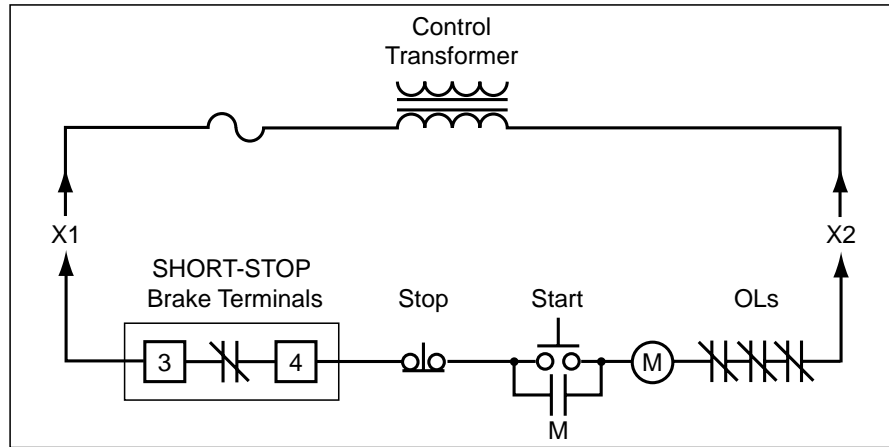 Control
Transformer
X1
X2
SHORT-STOP
Brake Terminals
Stop
Start
OLs
3
4
M
M